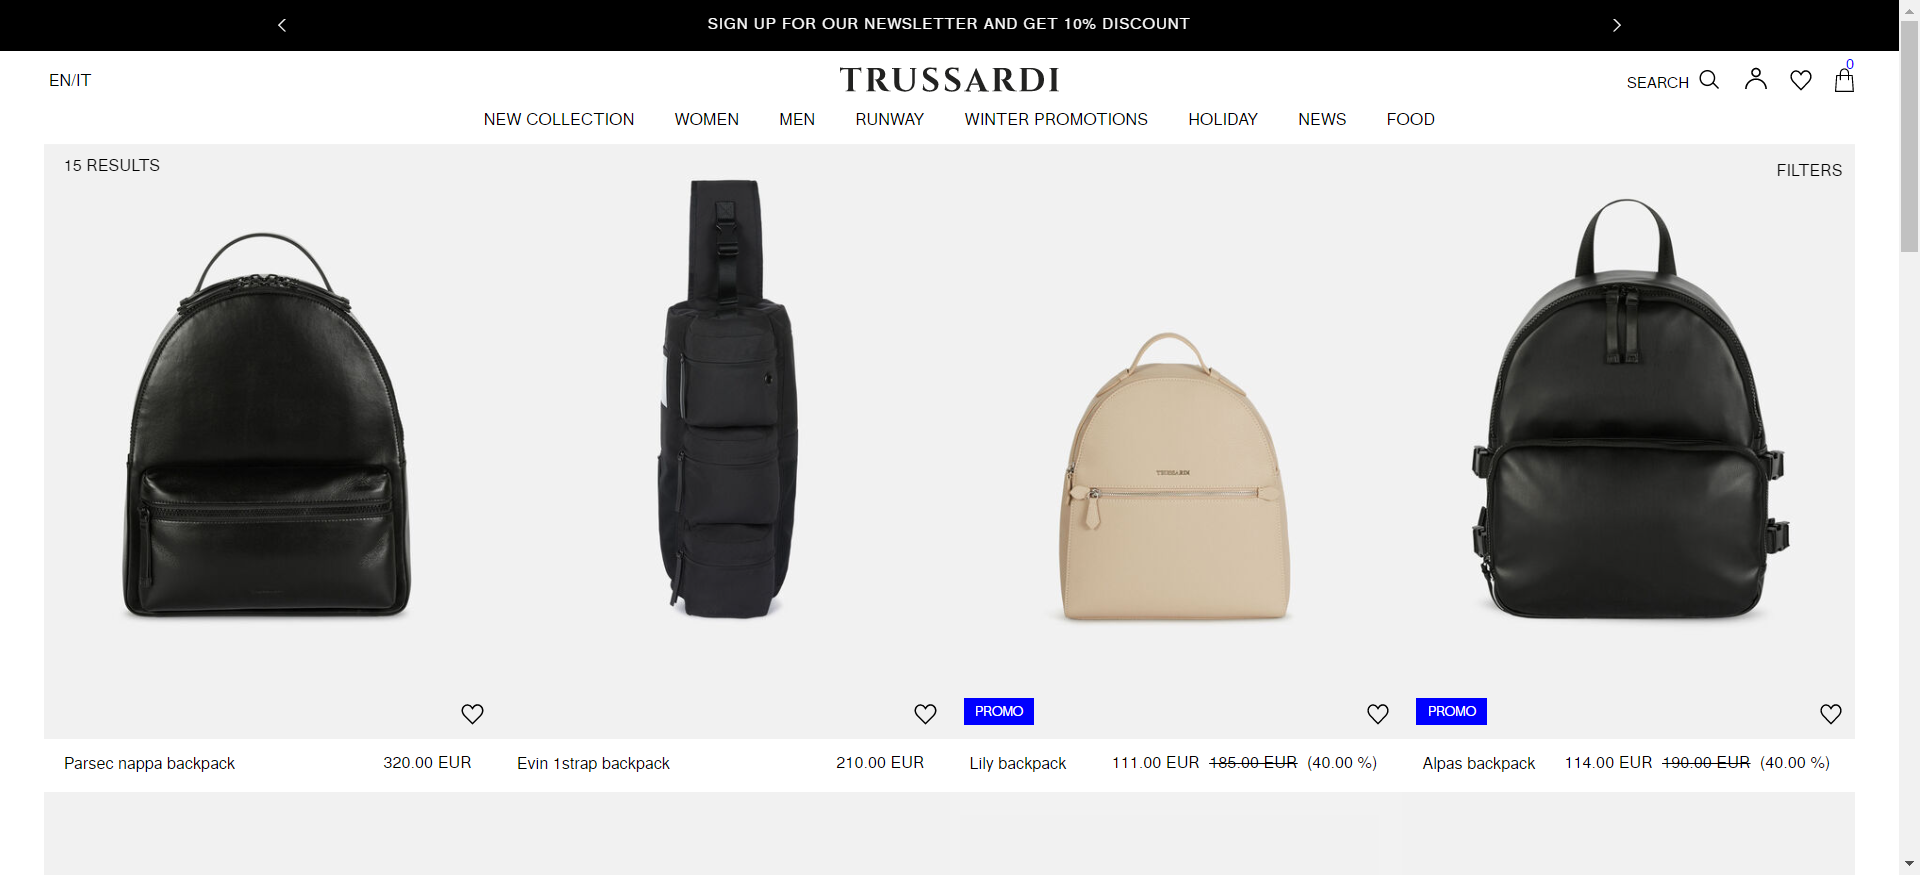 SIGN UP FOR OUR NEWSLETTER AND GET 10% DISCOUNT
EN/IT
TRUSSARDI
SEARCH
0
NEW COLLECTION WOMEN MEN RUNWAY WINTER PROMOTIONS HOLIDAY NEWS FOOD
15 RESULTS
FILTERS
TRUSSARDI
PROMO
PROMO
Parsec nappa backpack 320.00 EUR
Evin 1strap backpack 210.00 EUR
Lily backpack 111.00 EUR 185.00 EUR (40.00 %)
Alpas backpack 114.00 EUR 190.00 EUR (40.00 %)